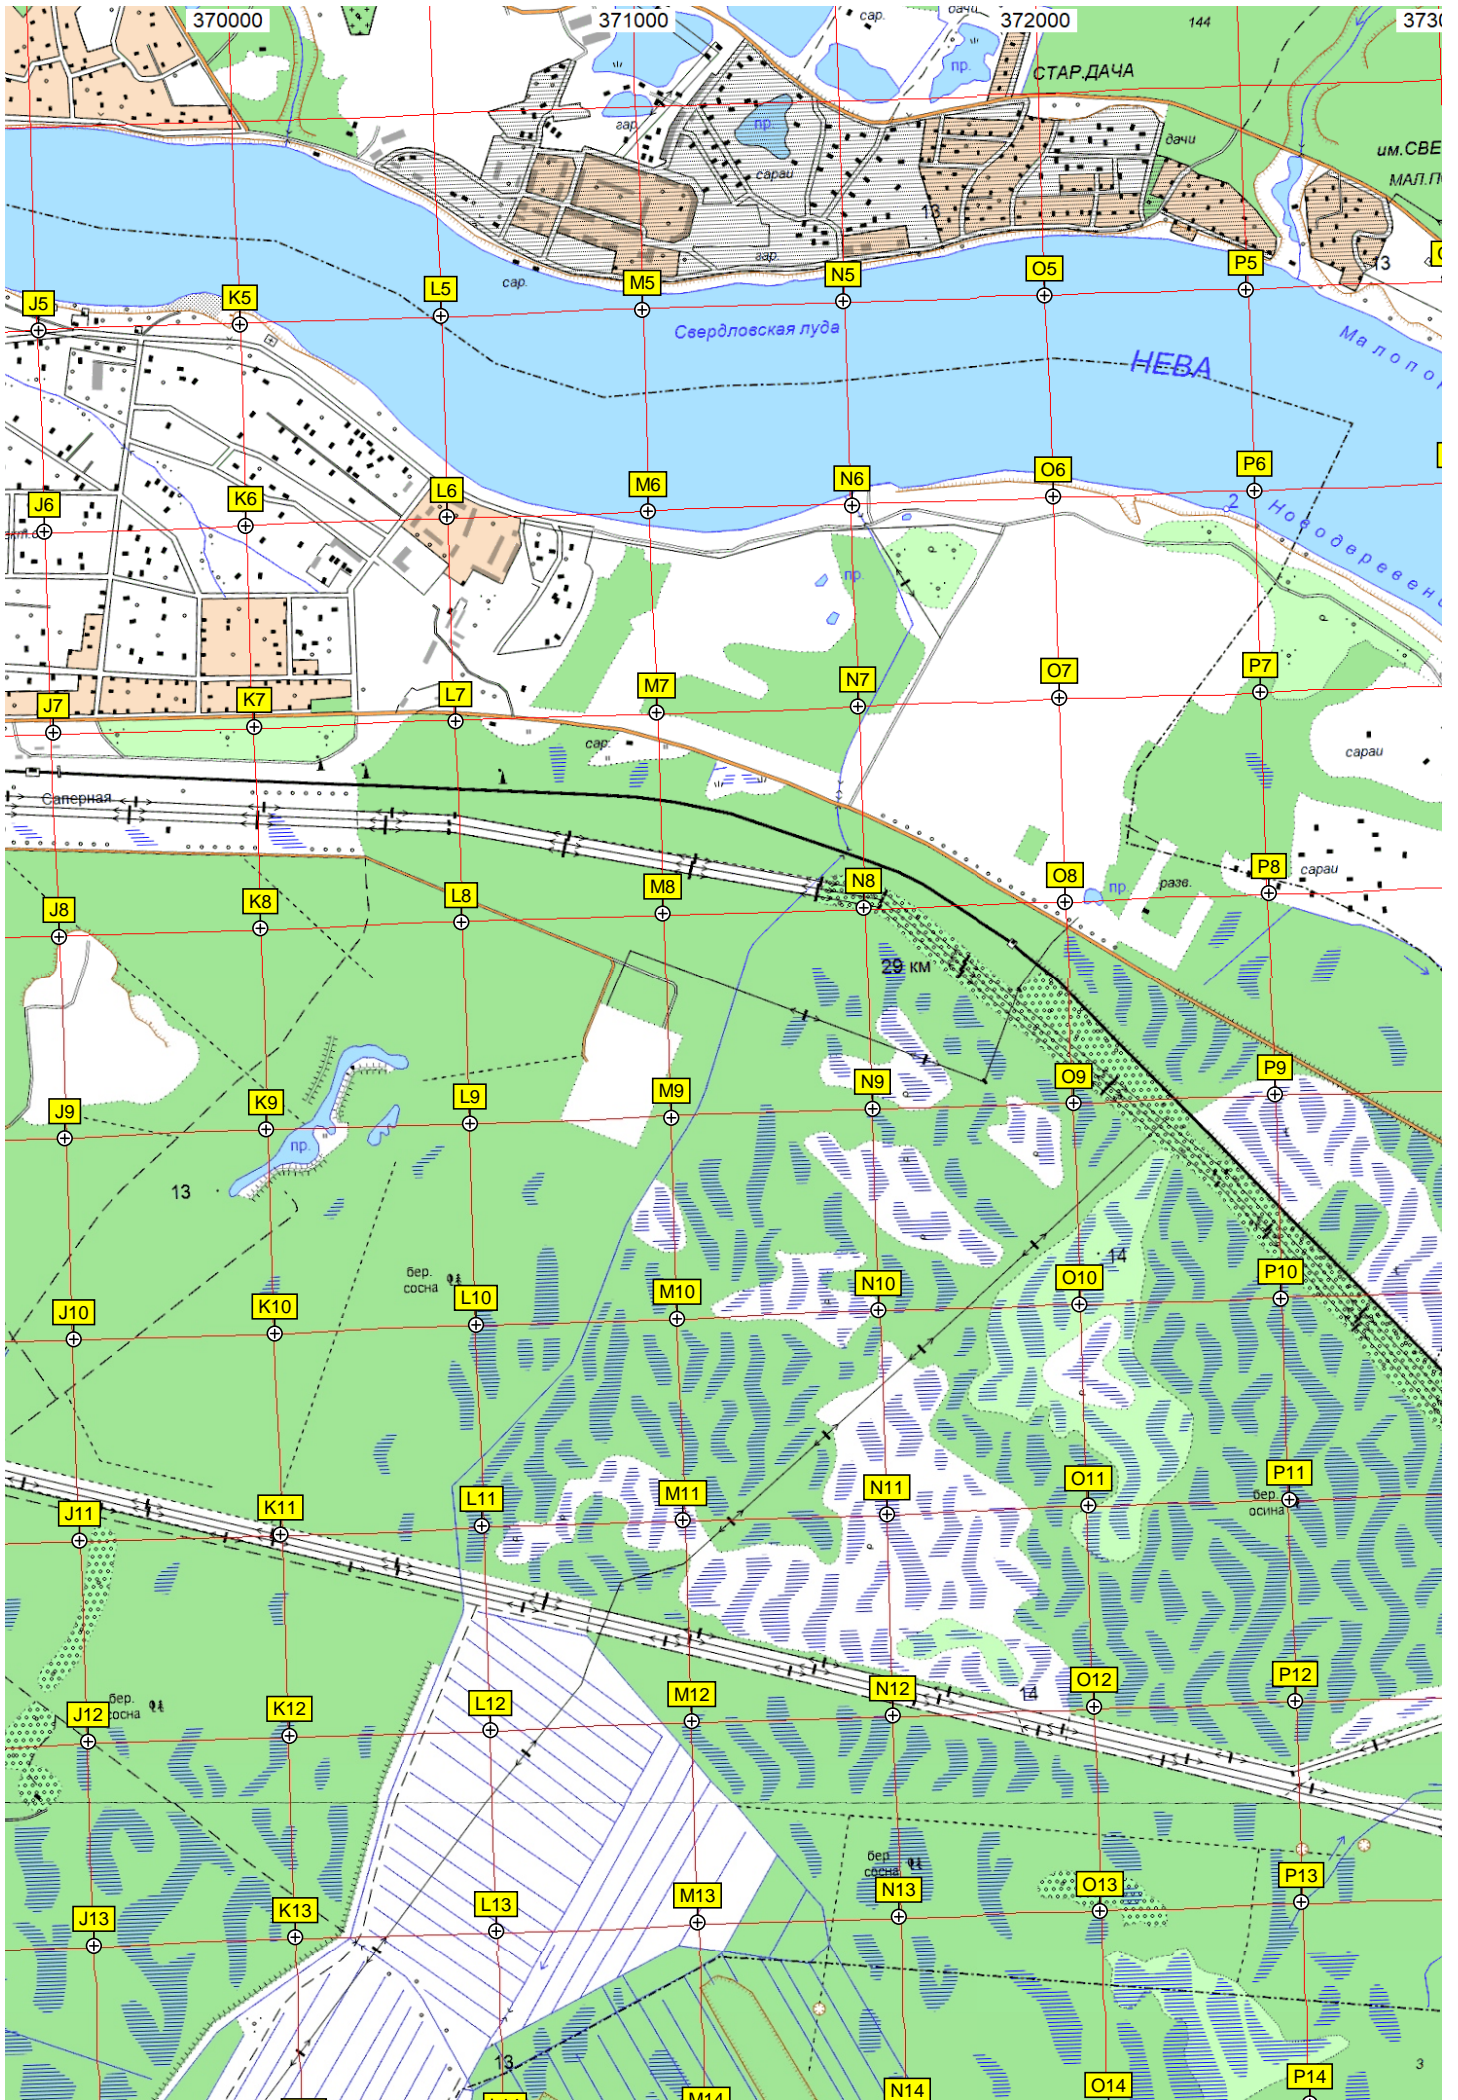 370000
371000
372000
сар.
дачи
144
пр.
СТАР.ДАЧА
гар.
пр.
дачи
им.СВЕ
сараи
МАЛ.П
13
гар.
13
сар.
J5
K5
L5
M5
N5
O5
P5
Свердловская луда
НЕВА
J6
K6
L6
M6
N6
O6
P6
2
Новодеревен
пр.
J7
K7
L7
M7
N7
O7
P7
сар.
сараи
Саперная
J8
K8
L8
M8
N8
O8
P8
пр.
разв.
сараи
29 км
J9
K9
L9
M9
N9
O9
P9
пр.
13
14
бер.
сосна
J10
K10
L10
M10
N10
O10
P10
J11
K11
L11
M11
N11
O11
P11
бер.
осина
J12
K12
L12
M12
N12
O12
P12
бер.
сосна
14
бер.
сосна
J13
K13
L13
M13
N13
O13
P13
13
3
M14
N14
O14
P14